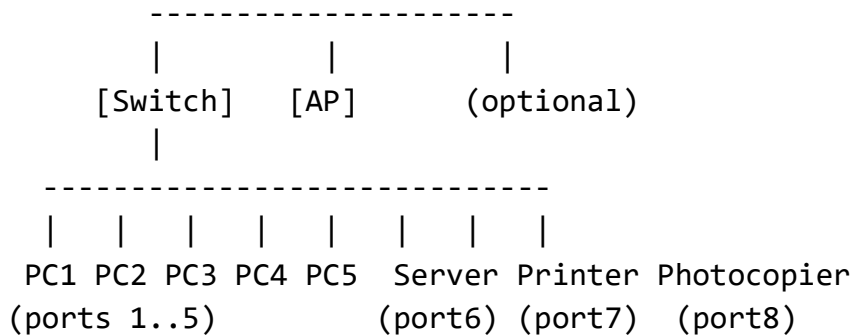 [Switch] [AP] (optional)
PC1 PC2 PC3 PC4 PC5 Server Printer Photocopier
(ports 1..5) (port6) (port7) (port8)